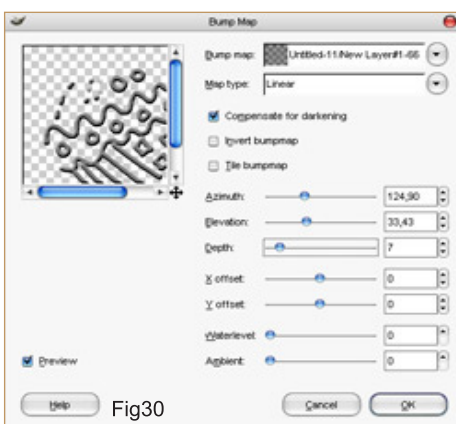 Bump Map
Bump map: Untitled-11/New Layer#1-66
Map type: Linear
Compensate for darkening
Invert bumpmap
Tile bumpmap
Azimuth: 124,90
Elevation: 33,43
Depth: 7
X offset: 0
Y offset: 0
Waterlevel: 0
Ambient: 0
Preview
Help
Fig30
Cancel
OK